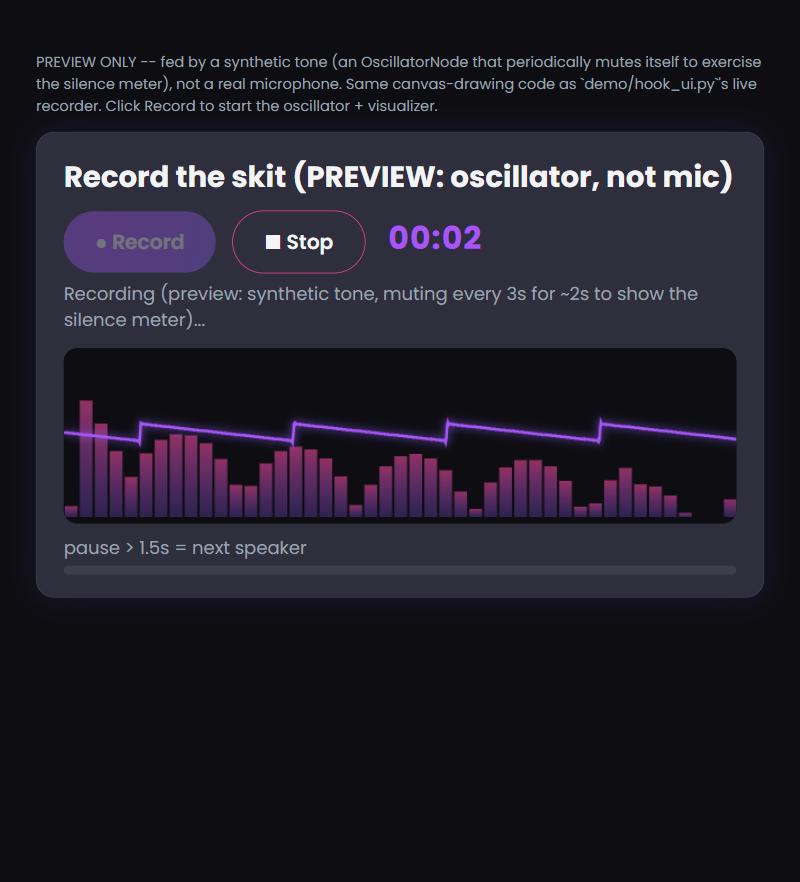 PREVIEW ONLY -- fed by a synthetic tone (an OscillatorNode that periodically mutes itself to exercise
the silence meter), not a real microphone. Same canvas-drawing code as `demo/hook_ui.py`'s live
recorder. Click Record to start the oscillator + visualizer.
Record the skit (PREVIEW: oscillator, not mic)
● Record
■ Stop
00:02
Recording (preview: synthetic tone, muting every 3s for ~2s to show the
silence meter)...
pause > 1.5s = next speaker